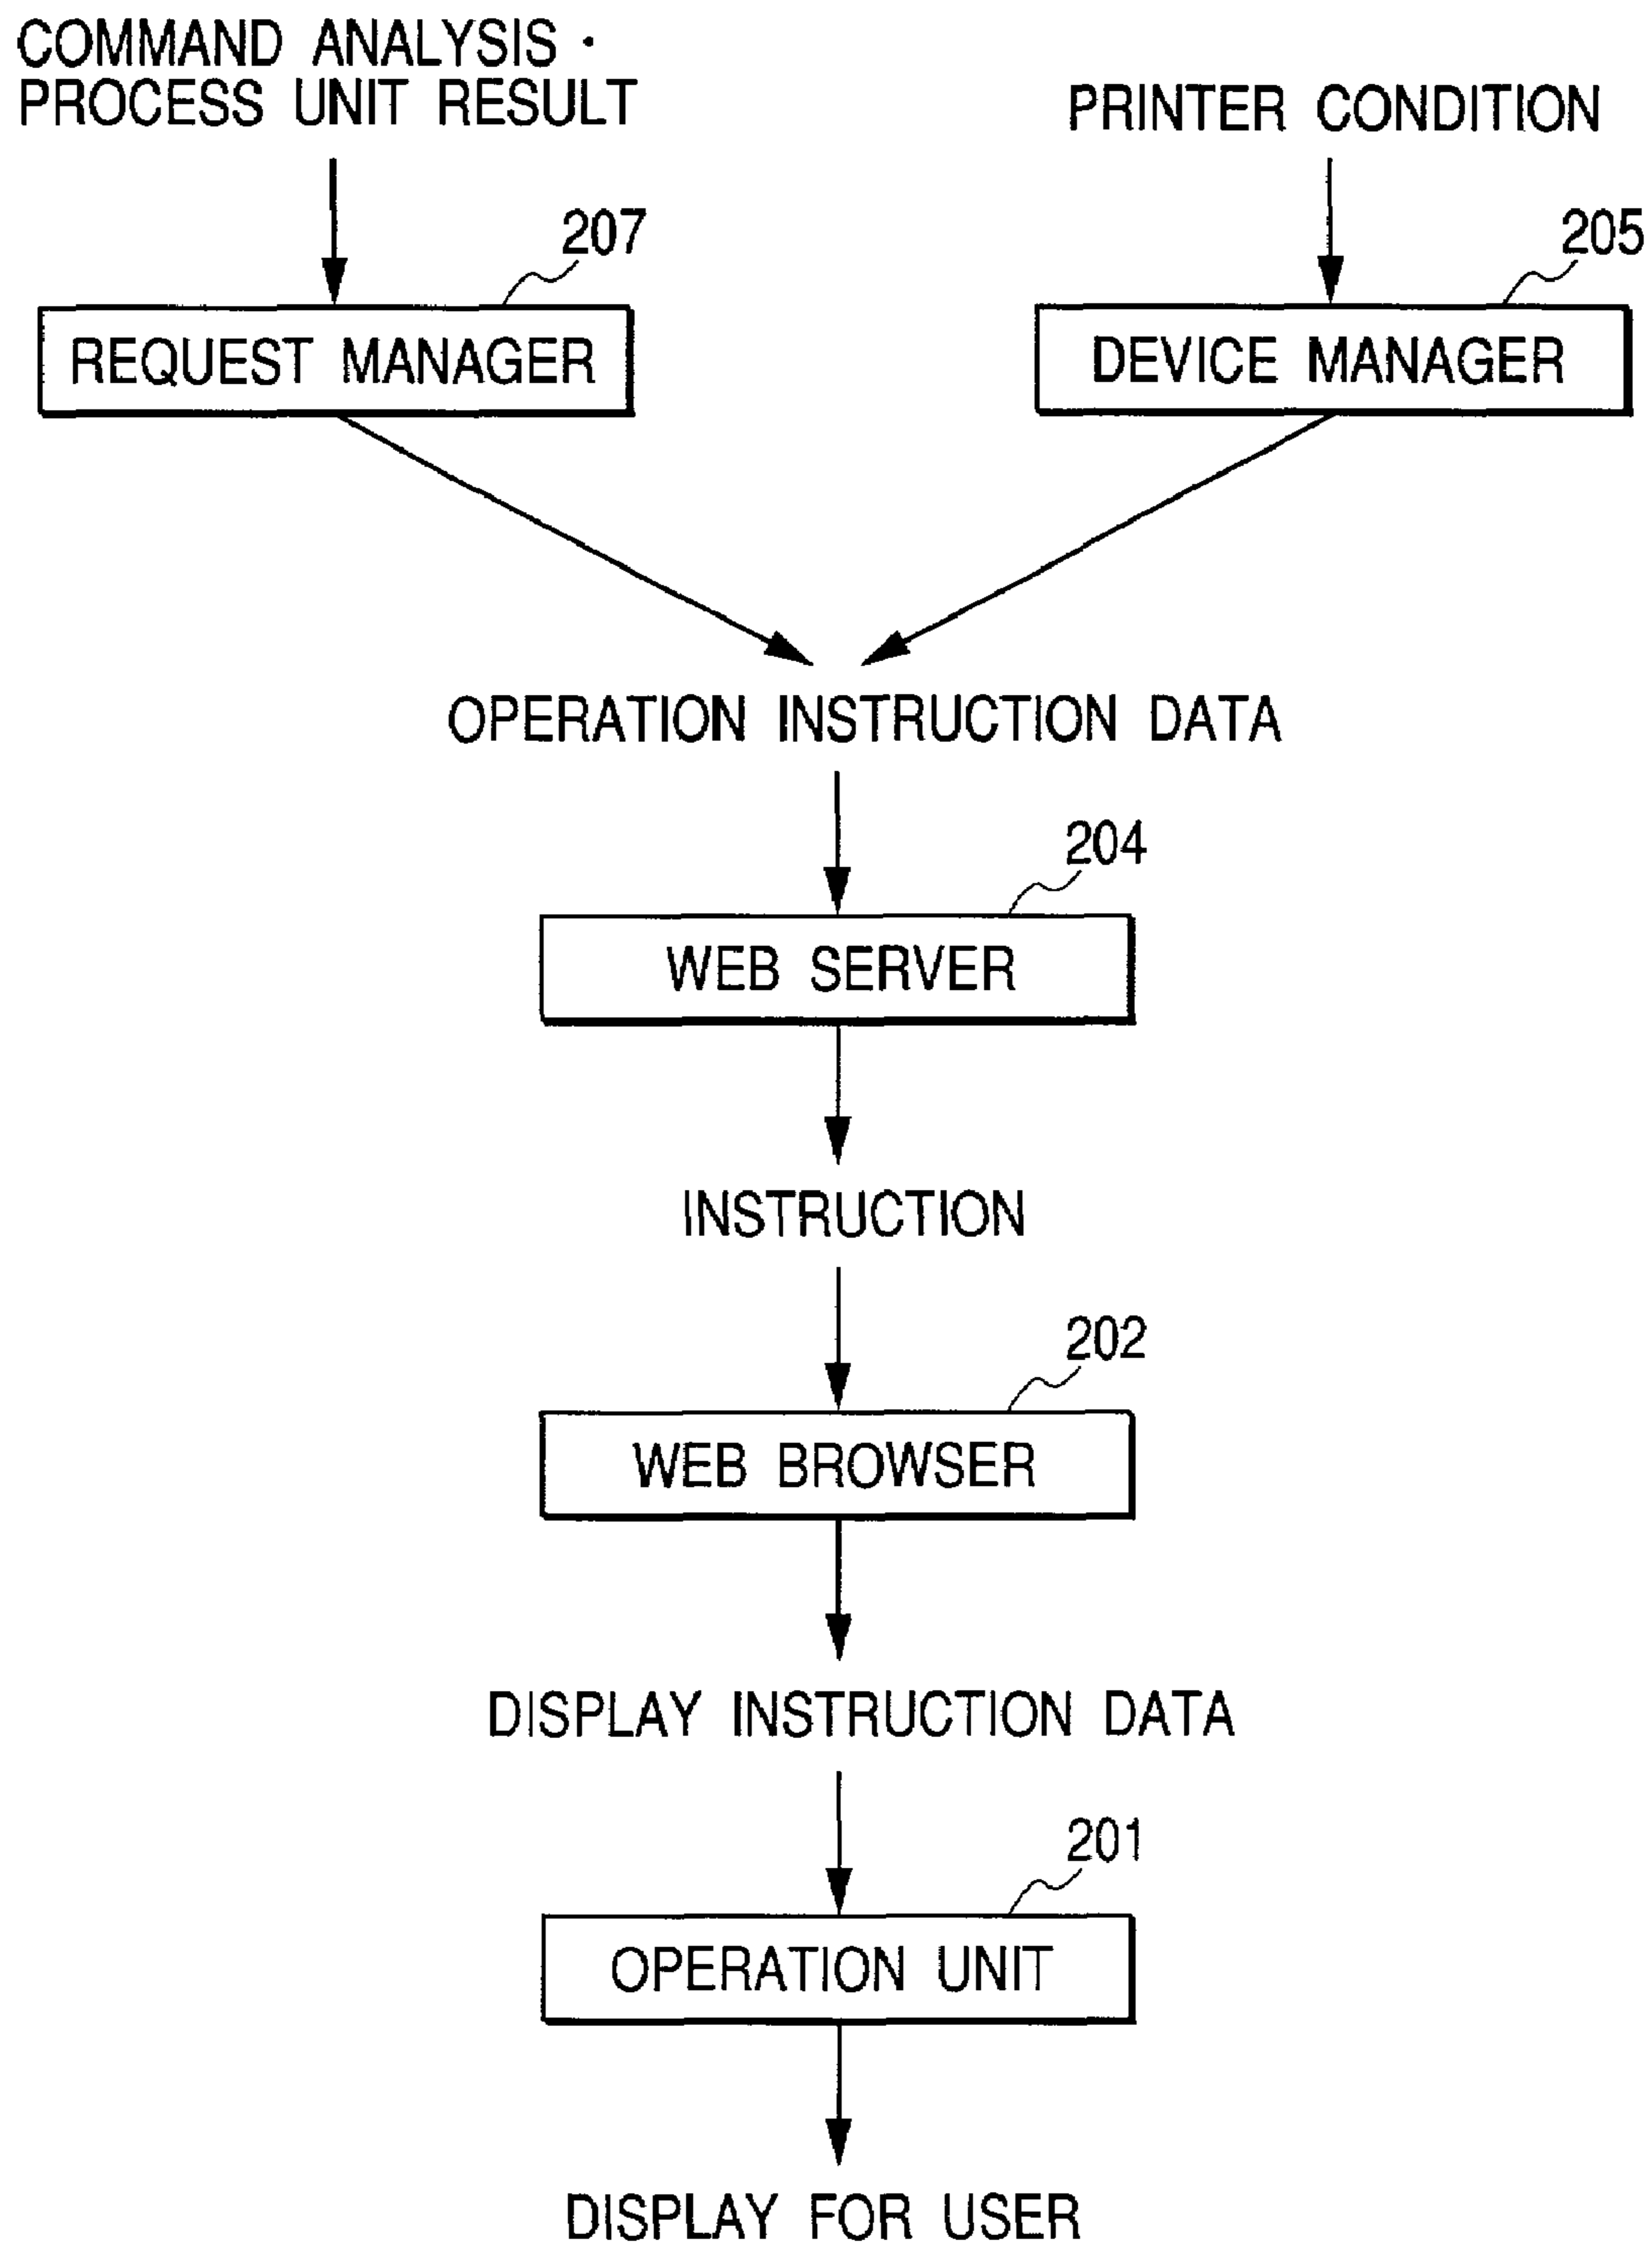 COMMAND ANALYSIS ·
PROCESS UNIT RESULT
PRINTER CONDITION
207
205
REQUEST MANAGER
DEVICE MANAGER
OPERATION INSTRUCTION DATA
204
WEB SERVER
INSTRUCTION
202
WEB BROWSER
DISPLAY INSTRUCTION DATA
201
OPERATION UNIT
DISPLAY FOR USER